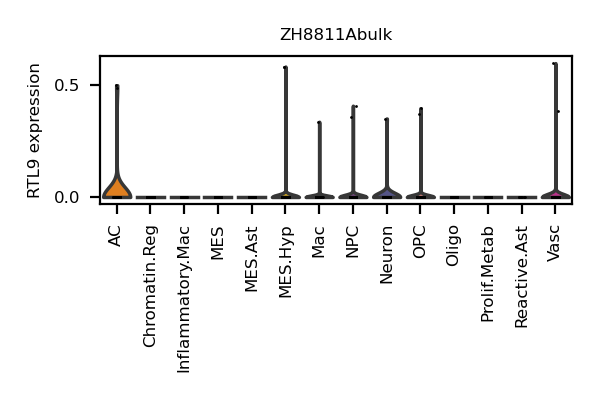 ZH8811Abulk
RTL9 expression
0.5
0.0
AC
Chromatin.Reg
Inflammatory.Mac
MES
MES.Ast
MES.Hyp
Mac
NPC
Neuron
OPC
Oligo
Prolif.Metab
Reactive.Ast
Vasc